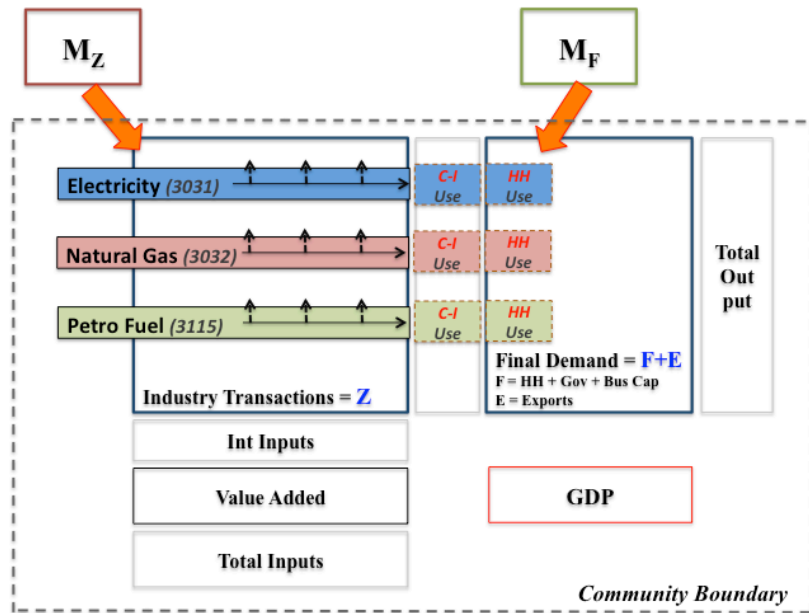 M_Z
M_F
Electricity (3031)
C-I
Use
HH
Use
Natural Gas (3032)
C-I
Use
HH
Use
Petro Fuel (3115)
C-I
Use
HH
Use
Total
Out
put
Final Demand = F+E
F = HH + Gov + Bus Cap
E = Exports
Industry Transactions = Z
Int Inputs
Value Added
GDP
Total Inputs
Community Boundary